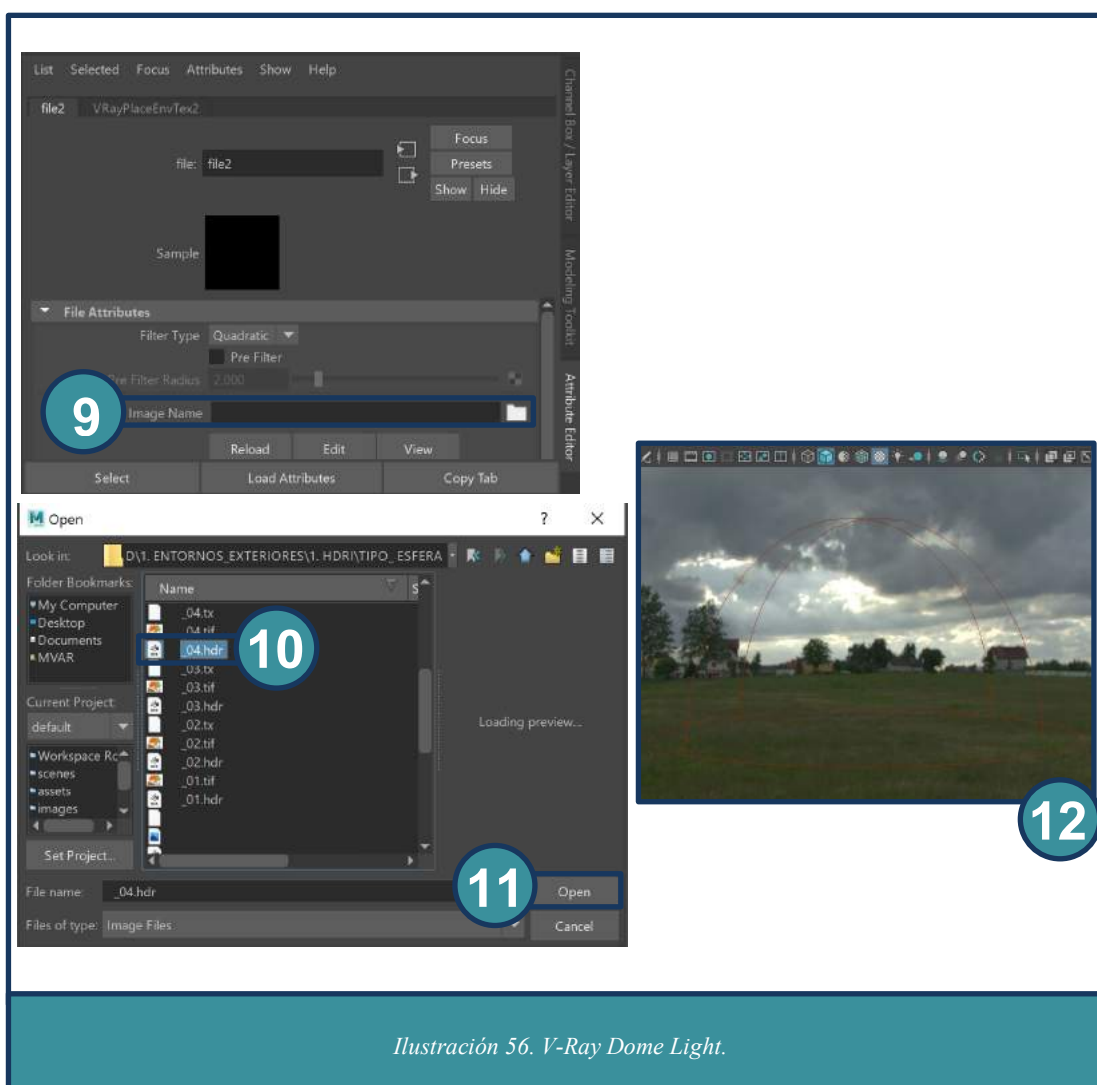 List Selected Focus Attributes Show Help
file2 VRayPlaceEnvTex2
file: file2
Focus
Presets
Show Hide
Sample
File Attributes
Filter Type Quadratic
Pre Filter
Pre Filter Radius 2.000
9 Image Name
Reload Edit View
Select Load Attributes Copy Tab
Channel Box / Layer Editor
Modeling Toolkit
Attribute Editor
Open ? ×
Look in: D\1. ENTORNOS_EXTERIORES\1. HDRI\TIPO_ ESFERA
Folder Bookmarks:
My Computer
Desktop
Documents
MVAR
Current Project:
default
Workspace Rc
scenes
assets
images
Set Project...
Name S
_04.tx
_04.tif
_04.hdr 10
_03.tx
_03.tif
_03.hdr
_02.tx
_02.tif
_02.hdr
_01.tif
_01.hdr
Loading preview...
File name: _04.hdr 11 Open
Files of type: Image Files Cancel
12
Ilustración 56. V-Ray Dome Light.